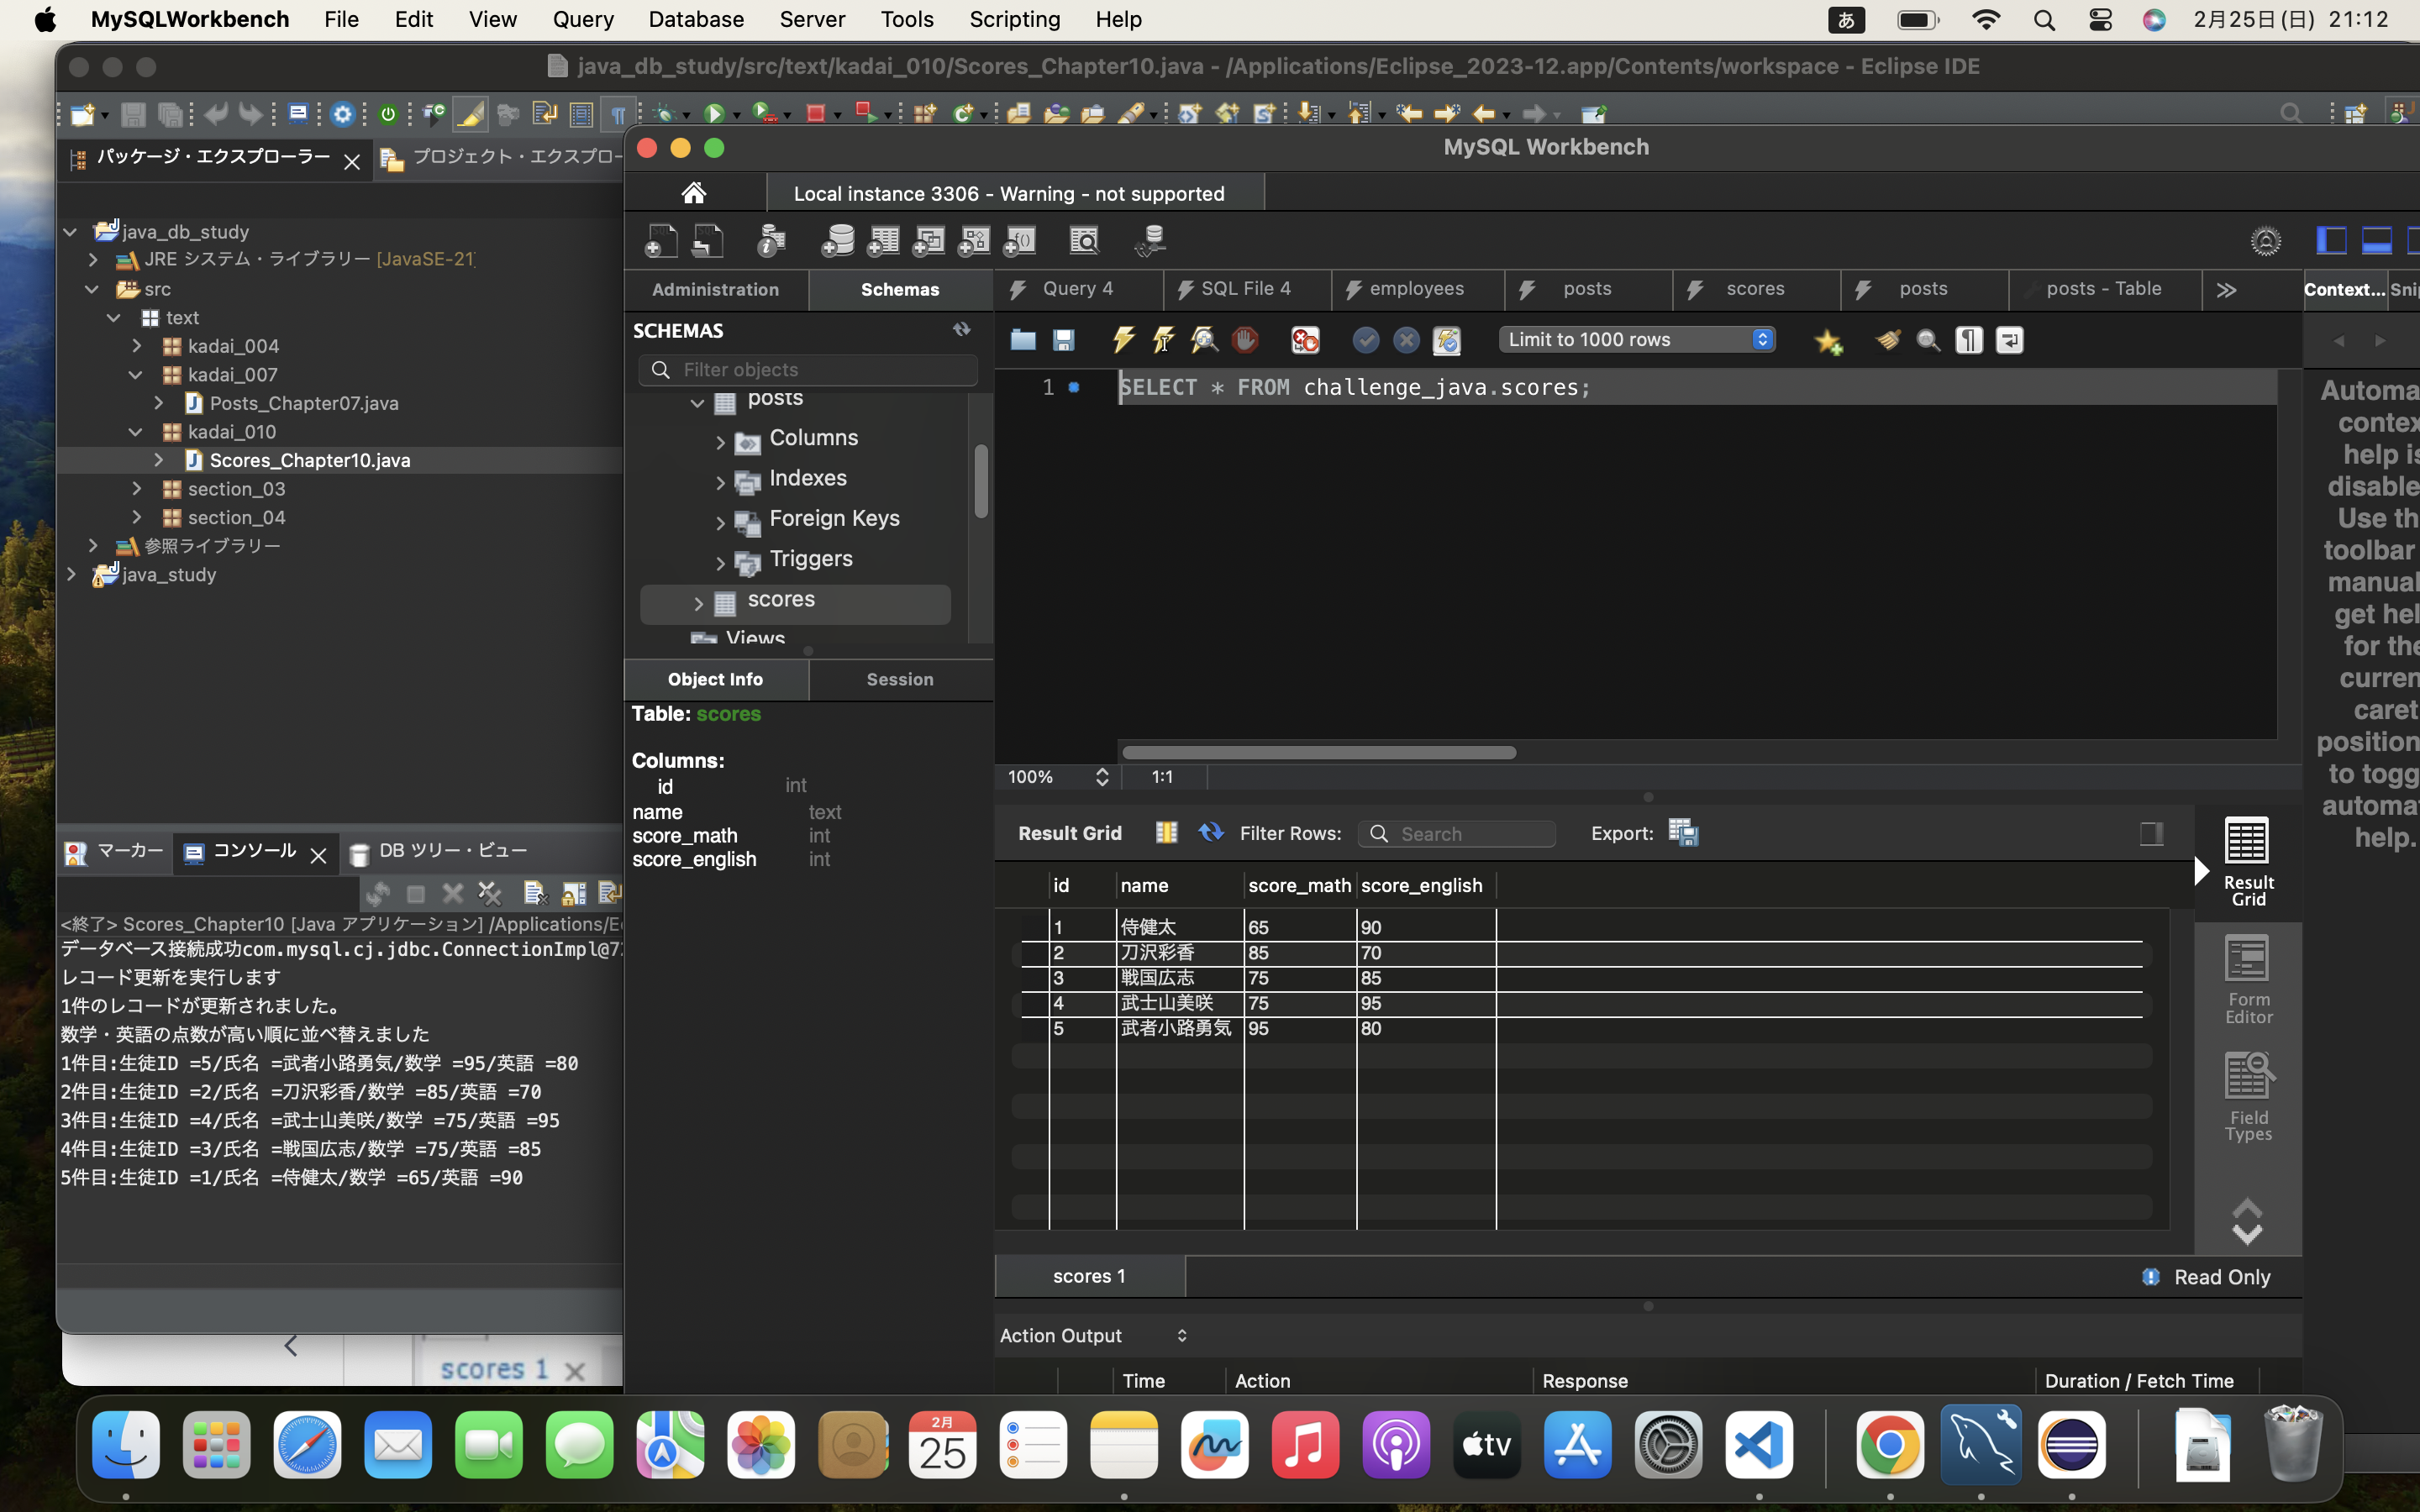 MySQLWorkbench File Edit View Query Database Server Tools Scripting Help あ 2月25日(日) 21:12
java_db_study/src/text/kadai_010/Scores_Chapter10.java - /Applications/Eclipse_2023-12.app/Contents/workspace - Eclipse IDE
パッケージ・エクスプローラー プロジェクト・エクスプロー
java_db_study
JRE システム・ライブラリー [JavaSE-21]
src
text
kadai_004
kadai_007
Posts_Chapter07.java
kadai_010
Scores_Chapter10.java
section_03
section_04
参照ライブラリー
java_study
マーカー コンソール DB ツリー・ビュー
<終了> Scores_Chapter10 [Java アプリケーション] /Applications/E
データベース接続成功com.mysql.cj.jdbc.ConnectionImpl@7
レコード更新を実行します
1件のレコードが更新されました。
数学・英語の点数が高い順に並べ替えました
1件目:生徒ID =5/氏名 =武者小路勇気/数学 =95/英語 =80
2件目:生徒ID =2/氏名 =刀沢彩香/数学 =85/英語 =70
3件目:生徒ID =4/氏名 =武士山美咲/数学 =75/英語 =95
4件目:生徒ID =3/氏名 =戦国広志/数学 =75/英語 =85
5件目:生徒ID =1/氏名 =侍健太/数学 =65/英語 =90
scores 1
MySQL Workbench
Local instance 3306 - Warning - not supported
Administration Schemas
SCHEMAS
Filter objects
posts
Columns
Indexes
Foreign Keys
Triggers
scores
Views
Object Info Session
Table: scores
Columns:
id int
name text
score_math int
score_english int
Query 4 SQL File 4 employees posts scores posts posts - Table
Limit to 1000 rows
1 SELECT * FROM challenge_java.scores;
100% 1:1
Result Grid Filter Rows: Search Export:
id name score_math score_english
1 侍健太 65 90
2 刀沢彩香 85 70
3 戦国広志 75 85
4 武士山美咲 75 95
5 武者小路勇気 95 80
Result
Grid
Form
Editor
Field
Types
scores 1 Read Only
Action Output
Time Action Response Duration / Fetch Time
Context... Sni
Automa
contex
help is
disable
Use th
toolbar
manual
get hel
for the
curren
caret
position
to togg
automa
help.
2月
25
tv